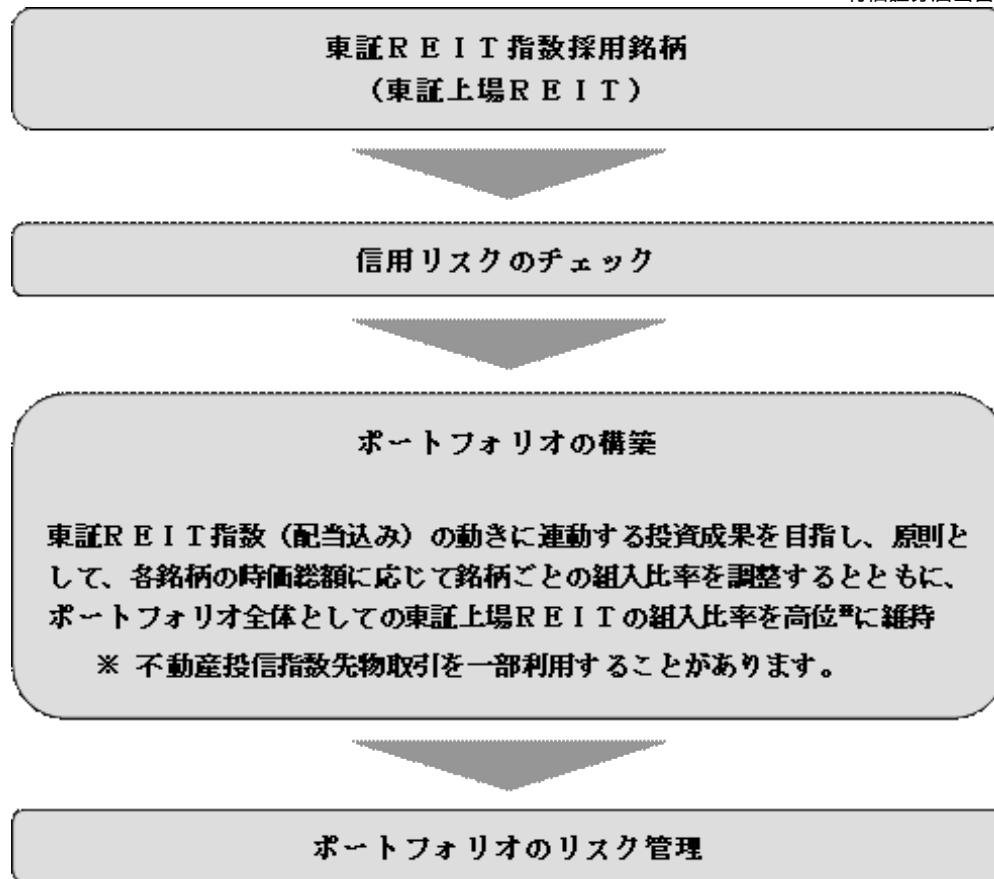 東証ＲＥＩＴ指数採用銘柄
（東証上場ＲＥＩＴ）
信用リスクのチェック
ポートフォリオの構築
東証ＲＥＩＴ指数（配当込み）の動きに連動する投資成果を目指し、原則と
して、各銘柄の時価総額に応じて銘柄ごとの組入比率を調整するとともに、
ポートフォリオ全体としての東証上場ＲＥＩＴの組入比率を高位※に維持
※ 不動産投信指数先物取引を一部利用することがあります。
ポートフォリオのリスク管理